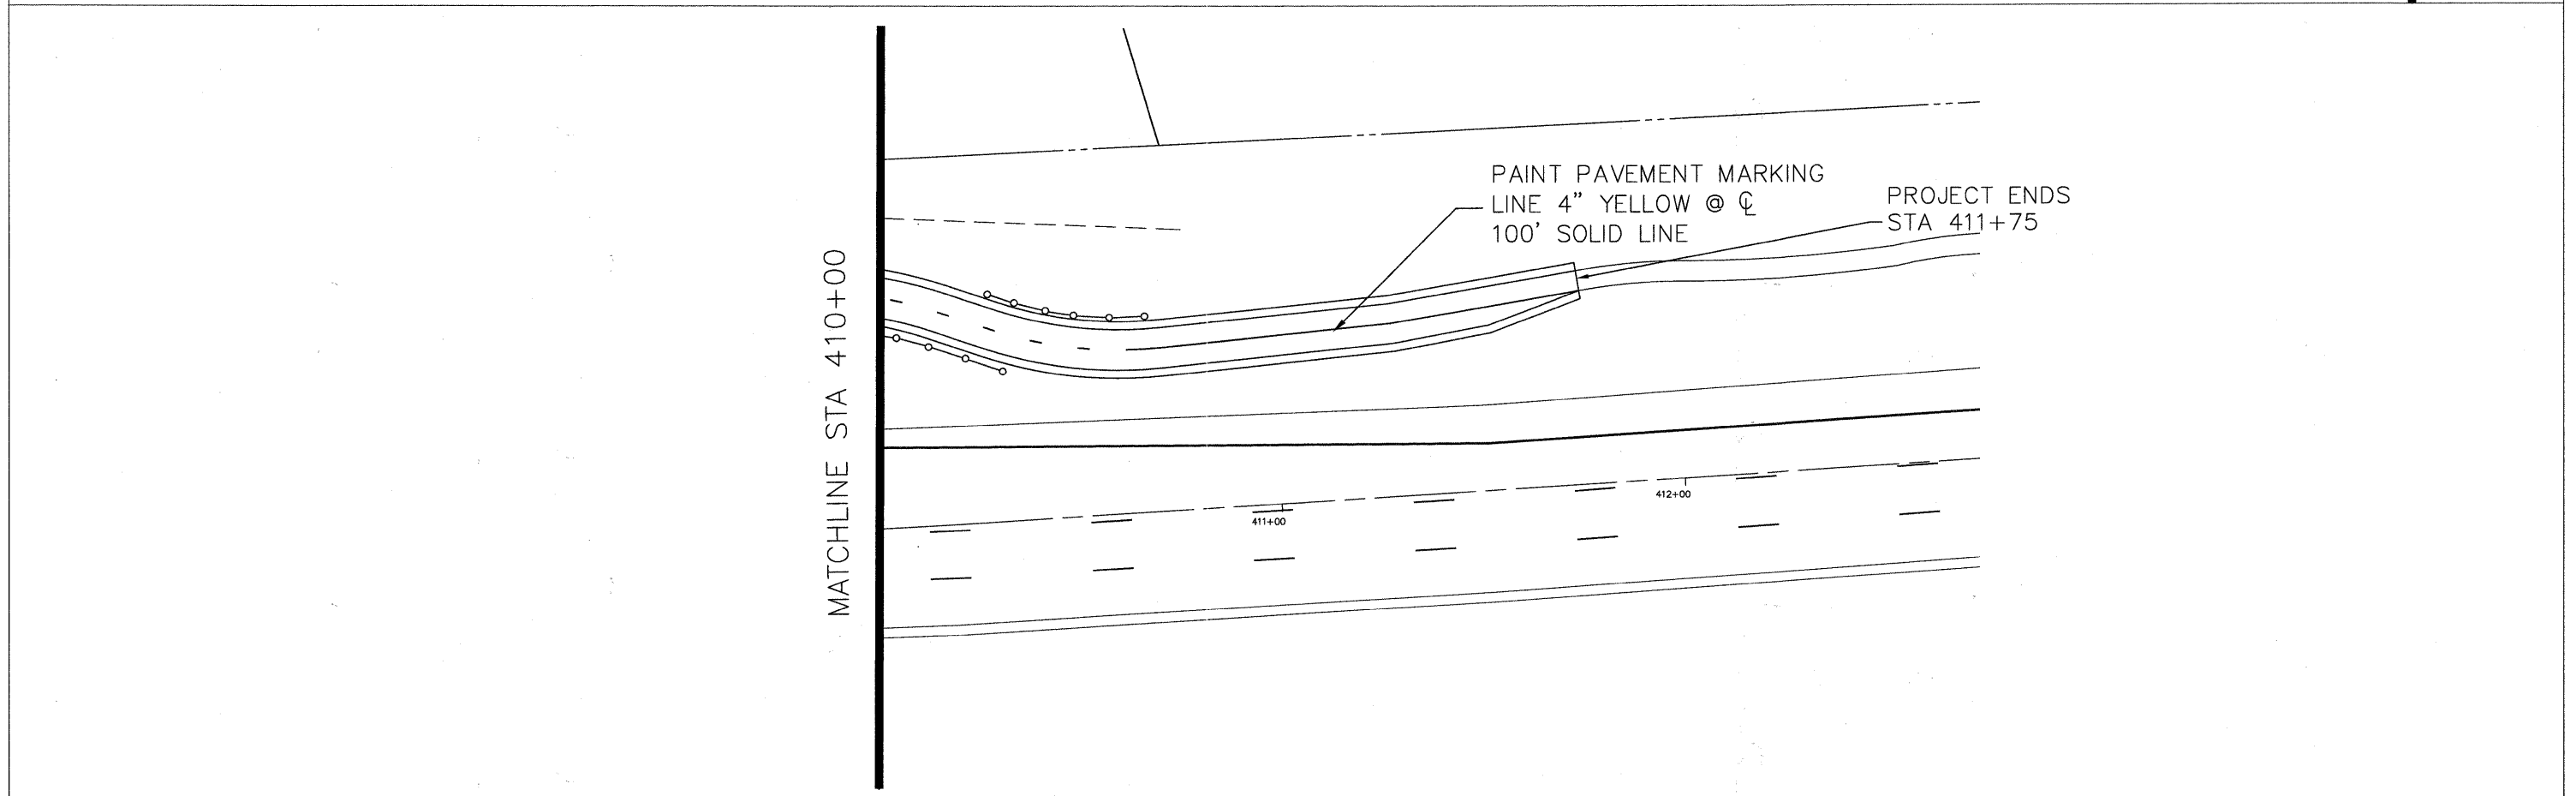 MATCHLINE STA 410+00
PAINT PAVEMENT MARKING
LINE 4" YELLOW @ ℄
100' SOLID LINE
PROJECT ENDS
STA 411+75
411+00
412+00